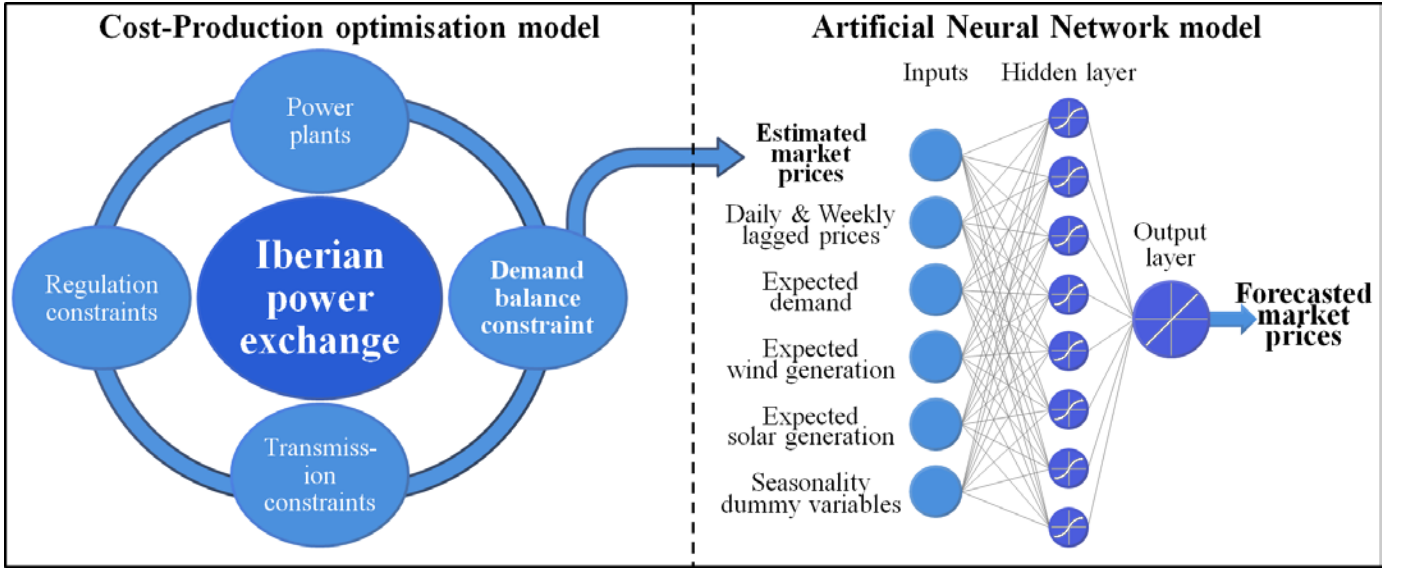 Cost-Production optimisation model
Power
plants
Regulation
constraints
Iberian
power
exchange
Demand
balance
constraint
Transmiss-
ion
constraints
Artificial Neural Network model
Inputs
Hidden layer
Estimated
market
prices
Daily & Weekly
lagged prices
Expected
demand
Expected
wind generation
Expected
solar generation
Seasonality
dummy variables
Output
layer
Forecasted
market
prices